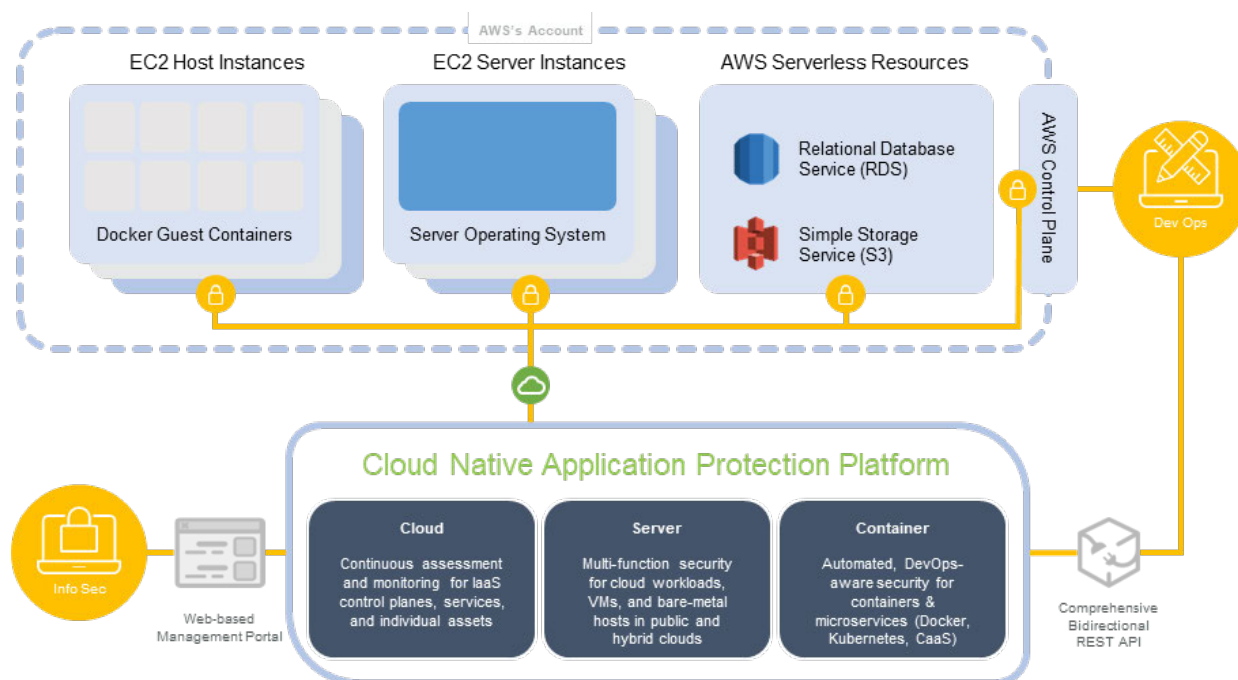 AWS's Account
EC2 Host Instances
EC2 Server Instances
AWS Serverless Resources
Docker Guest Containers
Server Operating System
Relational Database
Service (RDS)
Simple Storage
Service (S3)
AWS Control Plane
Dev Ops
Cloud Native Application Protection Platform
Info Sec
Web-based
Management Portal
Cloud
Continuous assessment
and monitoring for IaaS
control planes, services,
and individual assets
Server
Multi-function security
for cloud workloads,
VMs, and bare-metal
hosts in public and
hybrid clouds
Container
Automated, DevOps-
aware security for
containers &
microservices (Docker,
Kubernetes, CaaS)
Comprehensive
Bidirectional
REST API